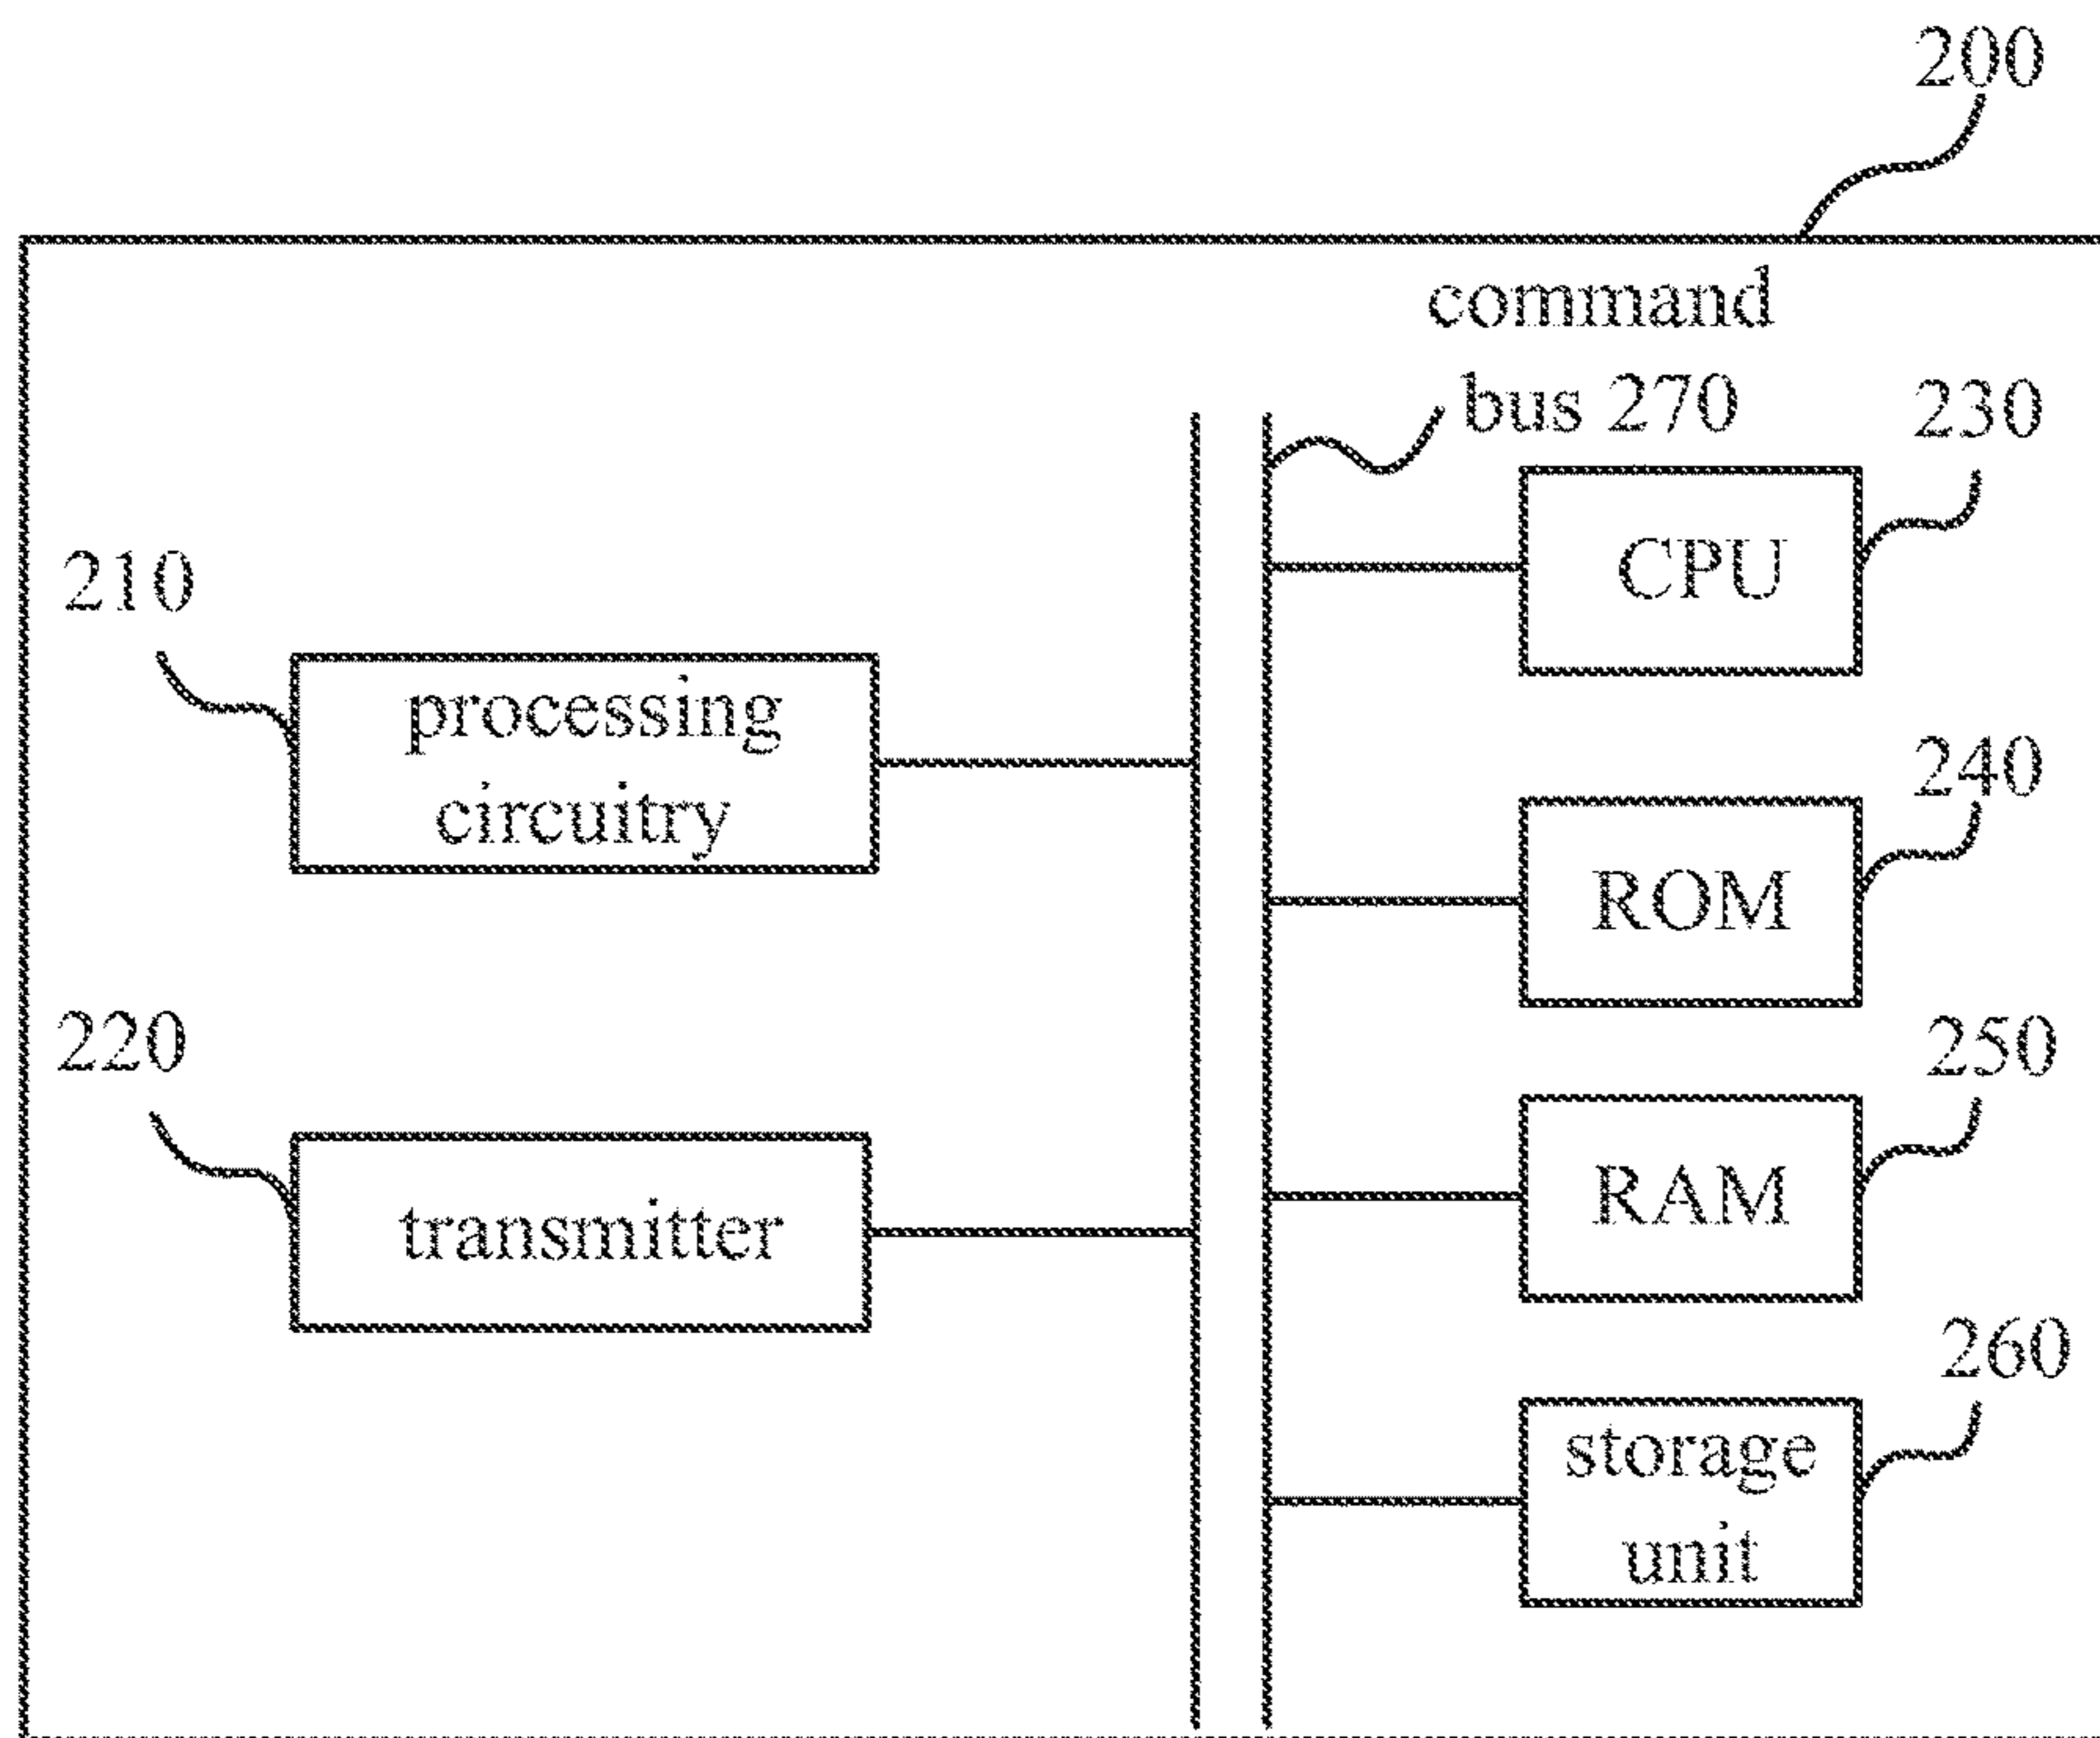 200
command
bus 270
230
CPU
210
processing
circuitry
240
ROM
220
250
transmitter
RAM
260
storage
unit